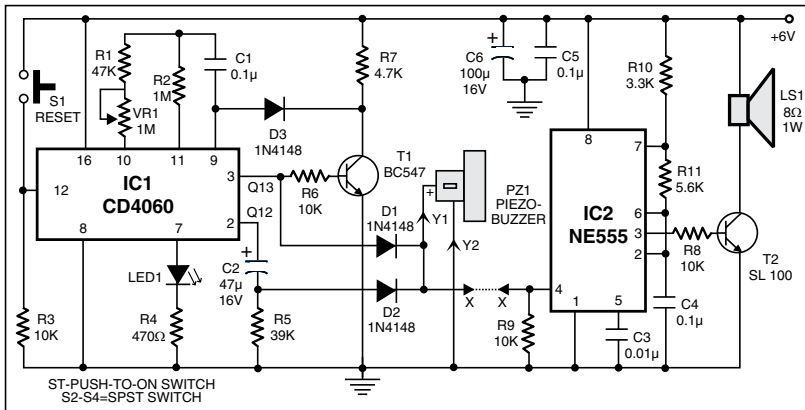 +6V
S1
RESET
R1
47K
VR1
1M
R2
1M
C1
0.1µ
D3
1N4148
R7
4.7K
C6
100µ
16V
+
C5
0.1µ
R10
3.3K
LS1
8Ω
1W
16
10
11
9
12
IC1
CD4060
3
Q13
2
Q12
8
7
R6
10K
T1
BC547
D1
1N4148
+
Y1
Y2
PZ1
PIEZO-
BUZZER
8
7
IC2
NE555
6
3
2
4
1
5
R11
5.6K
R8
10K
T2
SL 100
LED1
C2
47µ
16V
+
D2
1N4148
X
X
R3
10K
R4
470Ω
R5
39K
R9
10K
C3
0.01µ
C4
0.1µ
ST-PUSH-TO-ON SWITCH
S2-S4=SPST SWITCH